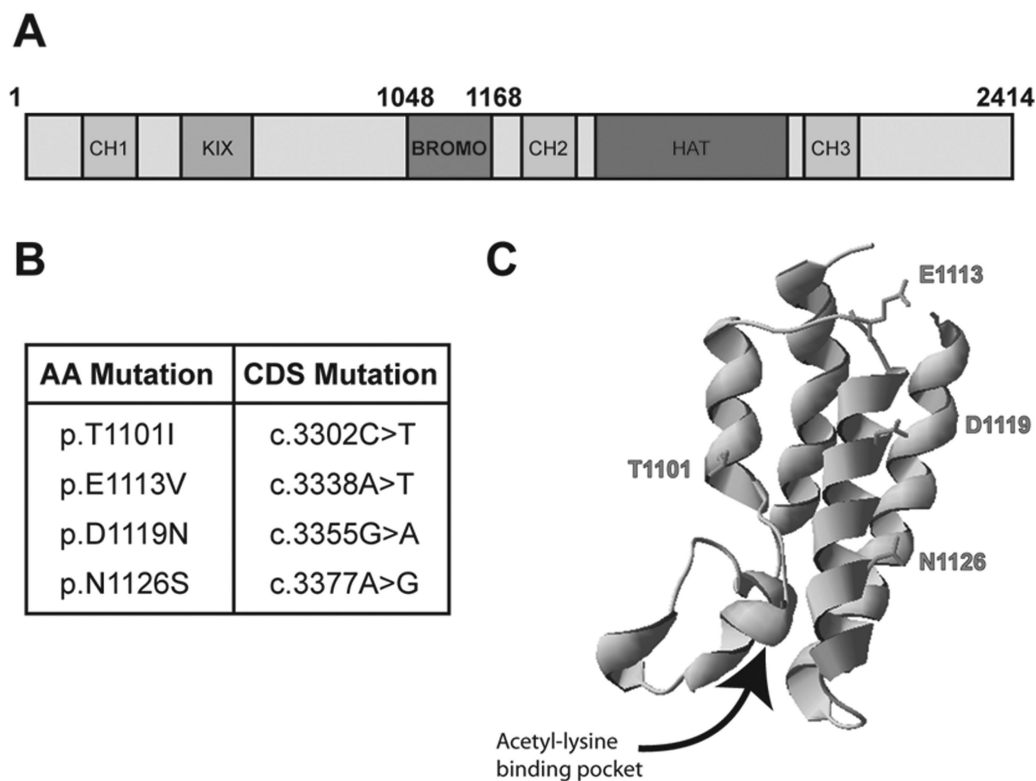 A
1 1048 1168 2414
CH1 KIX BROMO CH2 HAT CH3
B
AA Mutation CDS Mutation
p.T1101I c.3302C>T
p.E1113V c.3338A>T
p.D1119N c.3355G>A
p.N1126S c.3377A>G
C
E1113
D1119
T1101
N1126
Acetyl-lysine
binding pocket